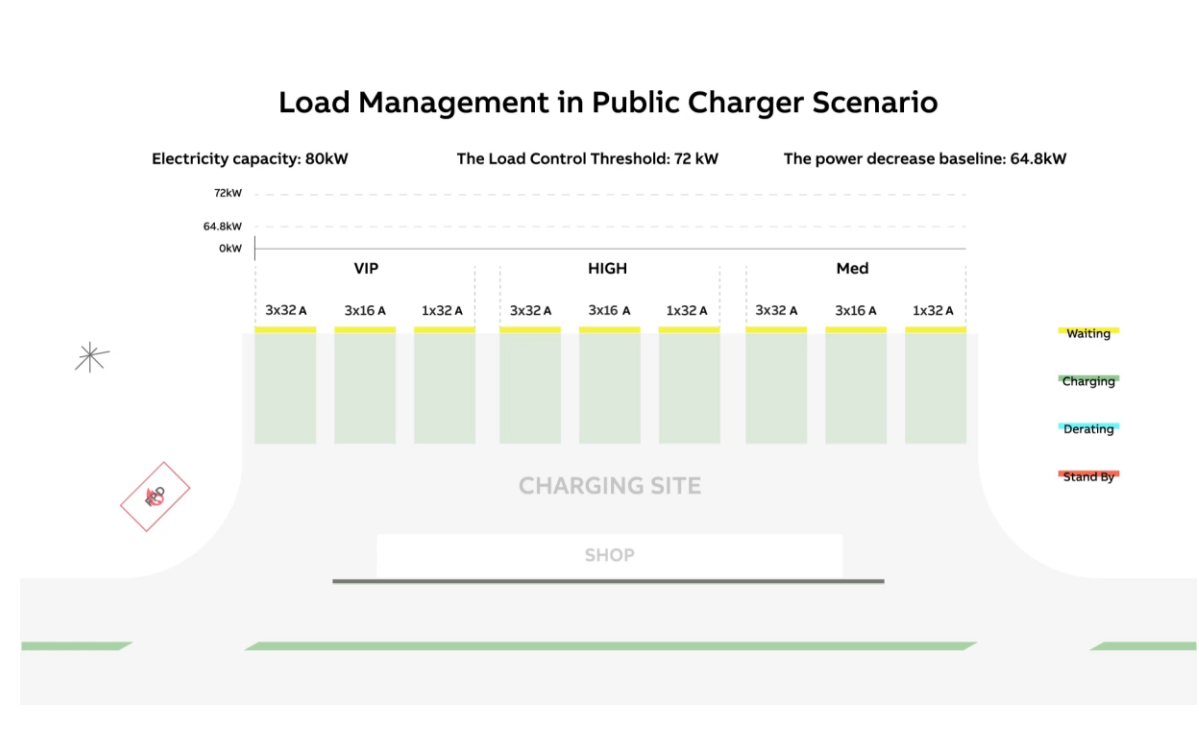 Load Management in Public Charger Scenario
Electricity capacity: 80kW The Load Control Threshold: 72 kW The power decrease baseline: 64.8kW
72kW
64.8kW
0kW
VIP HIGH Med
3x32 A 3x16 A 1x32 A 3x32 A 3x16 A 1x32 A 3x32 A 3x16 A 1x32 A
Waiting
Charging
Derating
Stand By
CHARGING SITE
SHOP